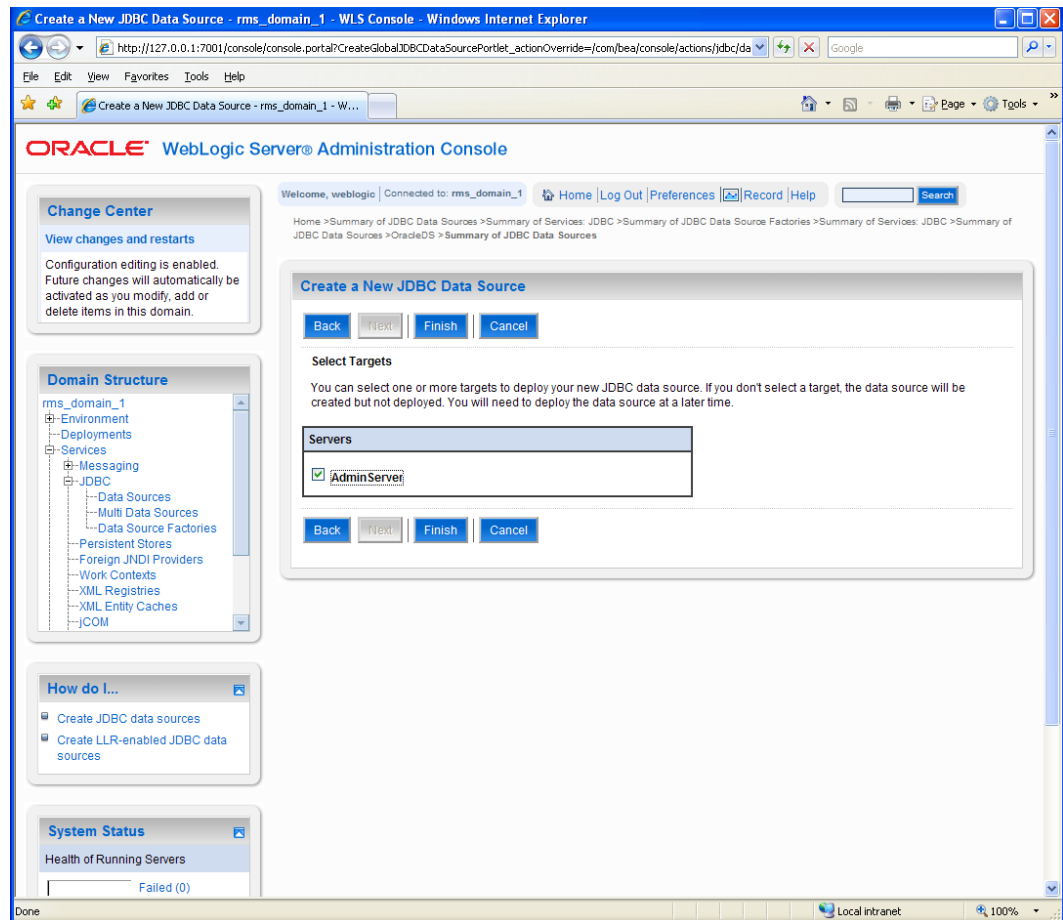 Create a New JDBC Data Source - rms_domain_1 - WLS Console - Windows Internet Explorer
http://127.0.0.1:7001/console/console.portal?CreateGlobalJDBCDataSourcePortlet_actionOverride=/com/bea/console/actions/jdbc/da
Google
File Edit View Favorites Tools Help
Create a New JDBC Data Source - rms_domain_1 - W...
Page Tools »
ORACLE WebLogic Server® Administration Console
Change Center
View changes and restarts
Configuration editing is enabled.
Future changes will automatically be
activated as you modify, add or
delete items in this domain.
Domain Structure
rms_domain_1
Environment
Deployments
Services
Messaging
JDBC
Data Sources
Multi Data Sources
Data Source Factories
Persistent Stores
Foreign JNDI Providers
Work Contexts
XML Registries
XML Entity Caches
jCOM
How do I...
Create JDBC data sources
Create LLR-enabled JDBC data
sources
System Status
Health of Running Servers
Failed (0)
Welcome, weblogic Connected to: rms_domain_1 Home Log Out Preferences Record Help Search
Home >Summary of JDBC Data Sources >Summary of Services: JDBC >Summary of JDBC Data Source Factories >Summary of Services: JDBC >Summary of
JDBC Data Sources >OracleDS >Summary of JDBC Data Sources
Create a New JDBC Data Source
Back Next Finish Cancel
Select Targets
You can select one or more targets to deploy your new JDBC data source. If you don't select a target, the data source will be
created but not deployed. You will need to deploy the data source at a later time.
Servers
AdminServer
Back Next Finish Cancel
Done Local intranet 100%